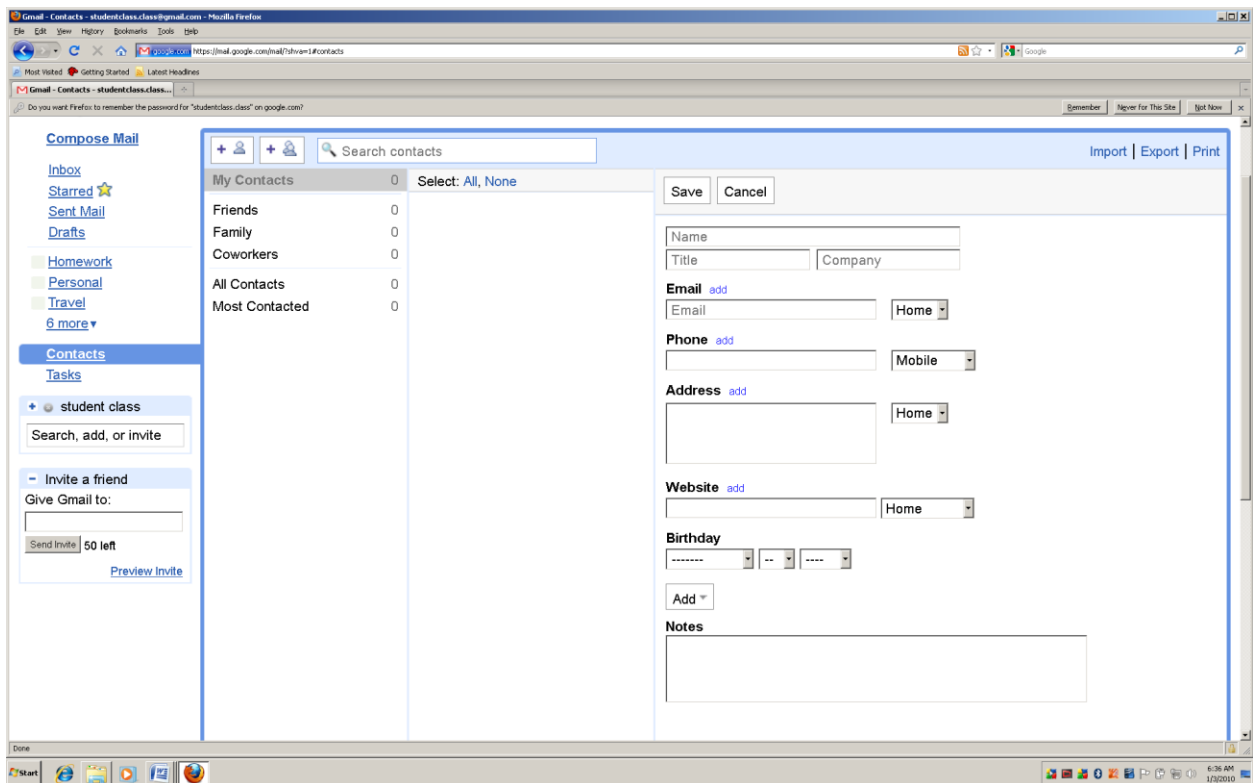 Gmail - Contacts - studentclass.class@gmail.com - Mozilla Firefox
File Edit View History Bookmarks Tools Help
google.com https://mail.google.com/mail/?shva=1#contacts
Google
Most Visited Getting Started Latest Headlines
Gmail - Contacts - studentclass.class...
Do you want Firefox to remember the password for "studentclass.class" on google.com?
Remember Never for This Site Not Now
Compose Mail
Inbox
Starred
Sent Mail
Drafts
Homework
Personal
Travel
6 more
Contacts
Tasks
student class
Search, add, or invite
Invite a friend
Give Gmail to:
Send Invite 50 left
Preview Invite
Search contacts
Import | Export | Print
My Contacts 0
Friends 0
Family 0
Coworkers 0
All Contacts 0
Most Contacted 0
Select: All, None
Save Cancel
Name
Title Company
Email add
Email Home
Phone add
Mobile
Address add
Home
Website add
Home
Birthday
------- -- ----
Add
Notes
Done
Start
6:36 AM
1/3/2010